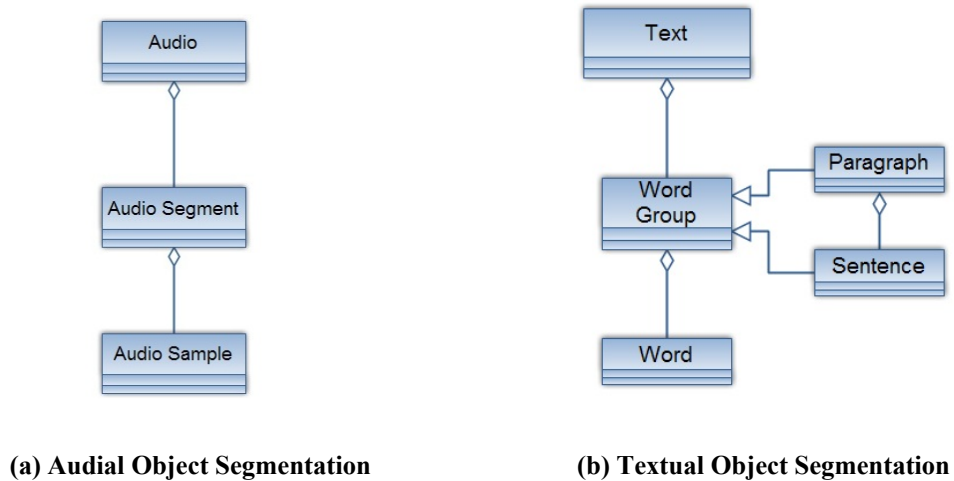 Audio
Audio Segment
Audio Sample
(a) Audial Object Segmentation
Text
Word
Group
Word
Paragraph
Sentence
(b) Textual Object Segmentation